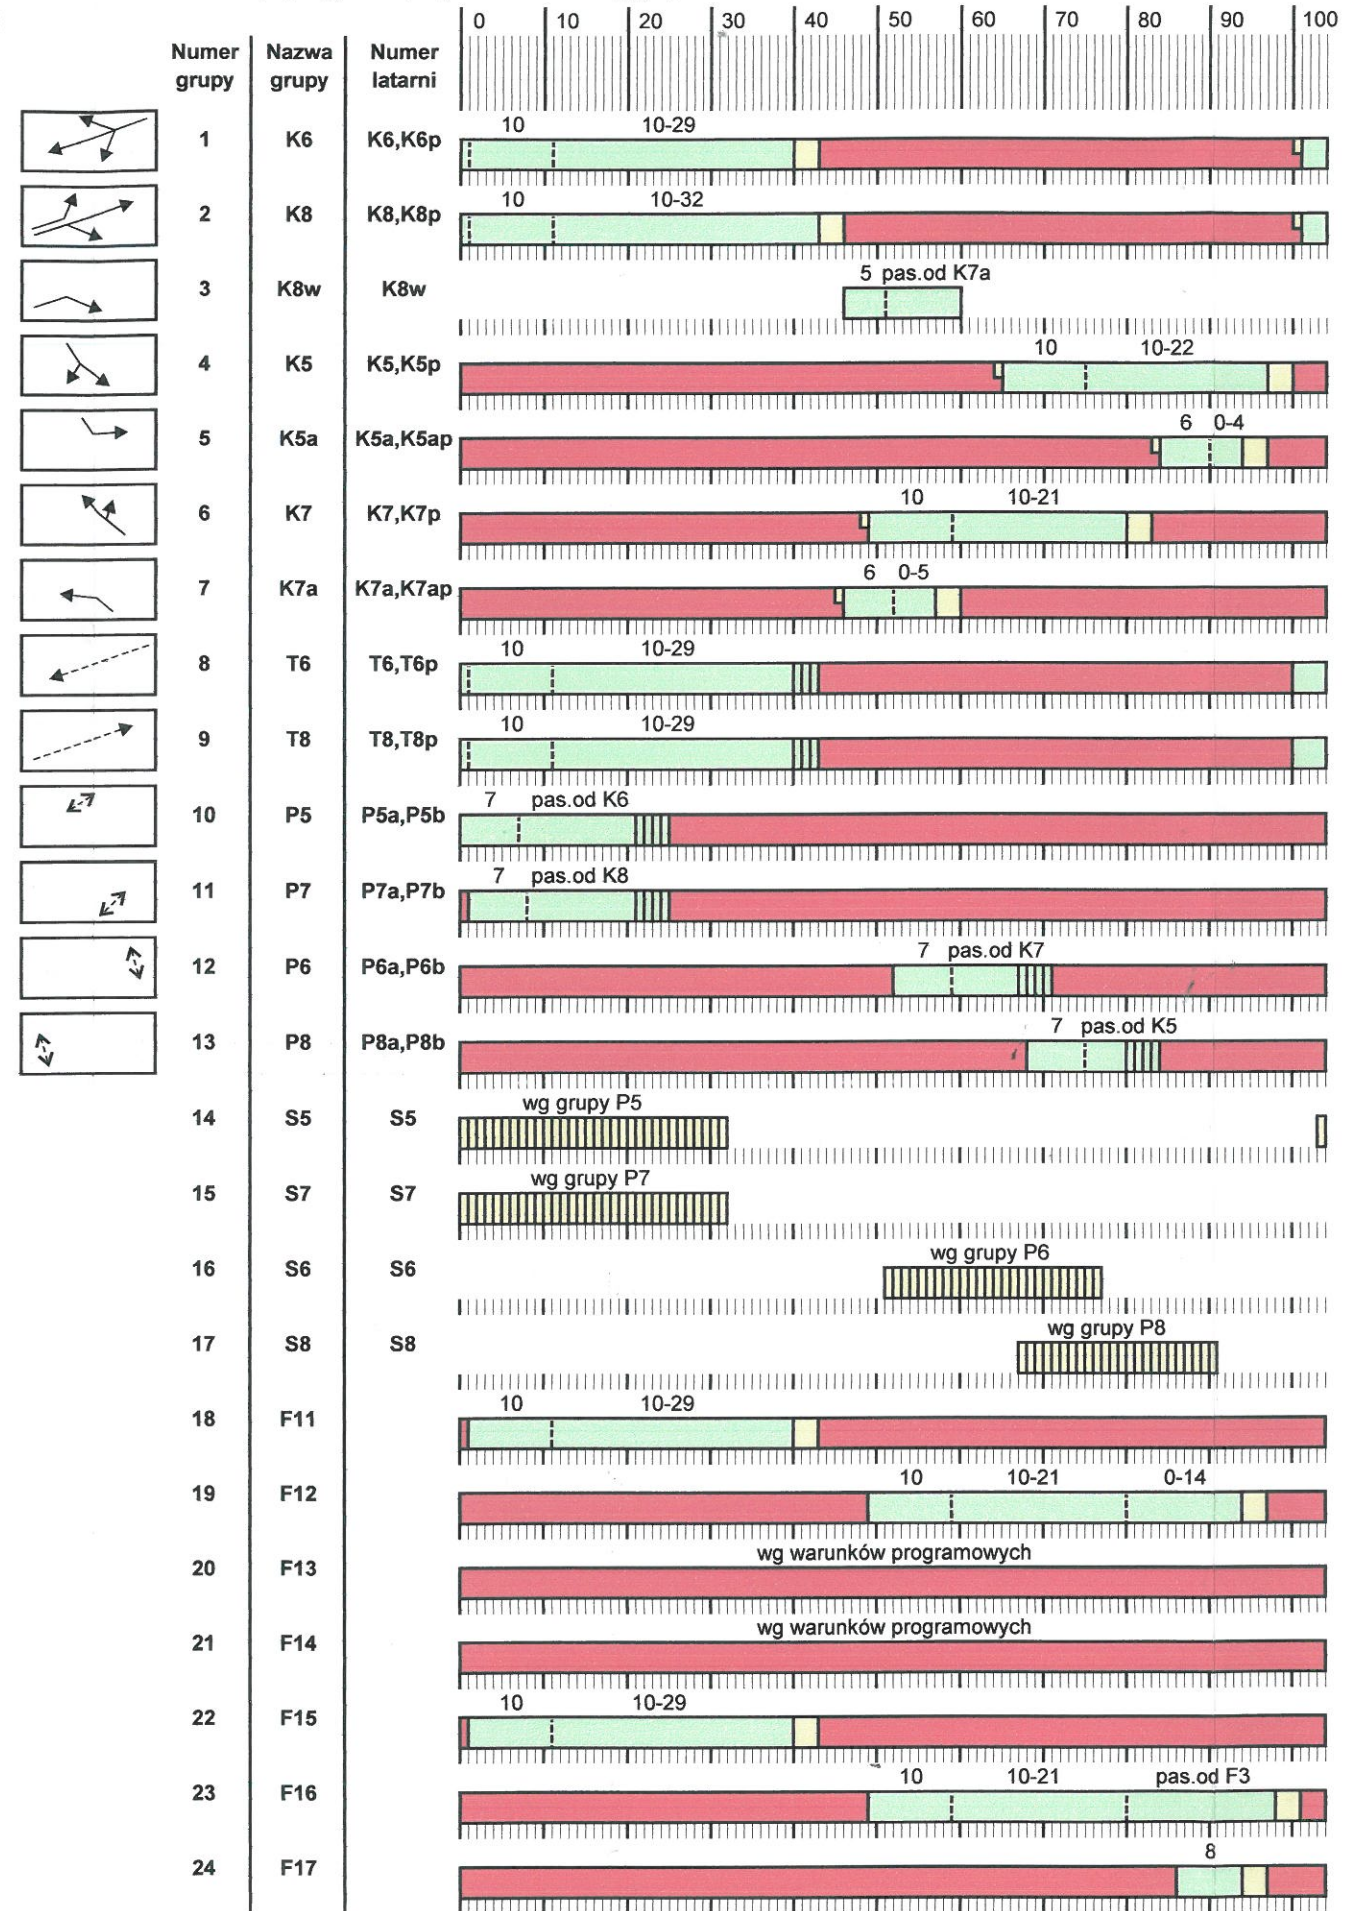 0 10 20 30 40 50 60 70 80 90 100
Numer Nazwa Numer
grupy grupy latarni
10 10-29
1 K6 K6,K6p
10 10-32
2 K8 K8,K8p
5 pas.od K7a
3 K8w K8w
10 10-22
4 K5 K5,K5p
6 0-4
5 K5a K5a,K5ap
10 10-21
6 K7 K7,K7p
6 0-5
7 K7a K7a,K7ap
10 10-29
8 T6 T6,T6p
10 10-29
9 T8 T8,T8p
7 pas.od K6
10 P5 P5a,P5b
7 pas.od K8
11 P7 P7a,P7b
7 pas.od K7
12 P6 P6a,P6b
7 pas.od K5
13 P8 P8a,P8b
wg grupy P5
14 S5 S5
wg grupy P7
15 S7 S7
wg grupy P6
16 S6 S6
wg grupy P8
17 S8 S8
10 10-29
18 F11
10 10-21 0-14
19 F12
wg warunków programowych
20 F13
wg warunków programowych
21 F14
10 10-29
22 F15
10 10-21 pas.od F3
23 F16
8
24 F17